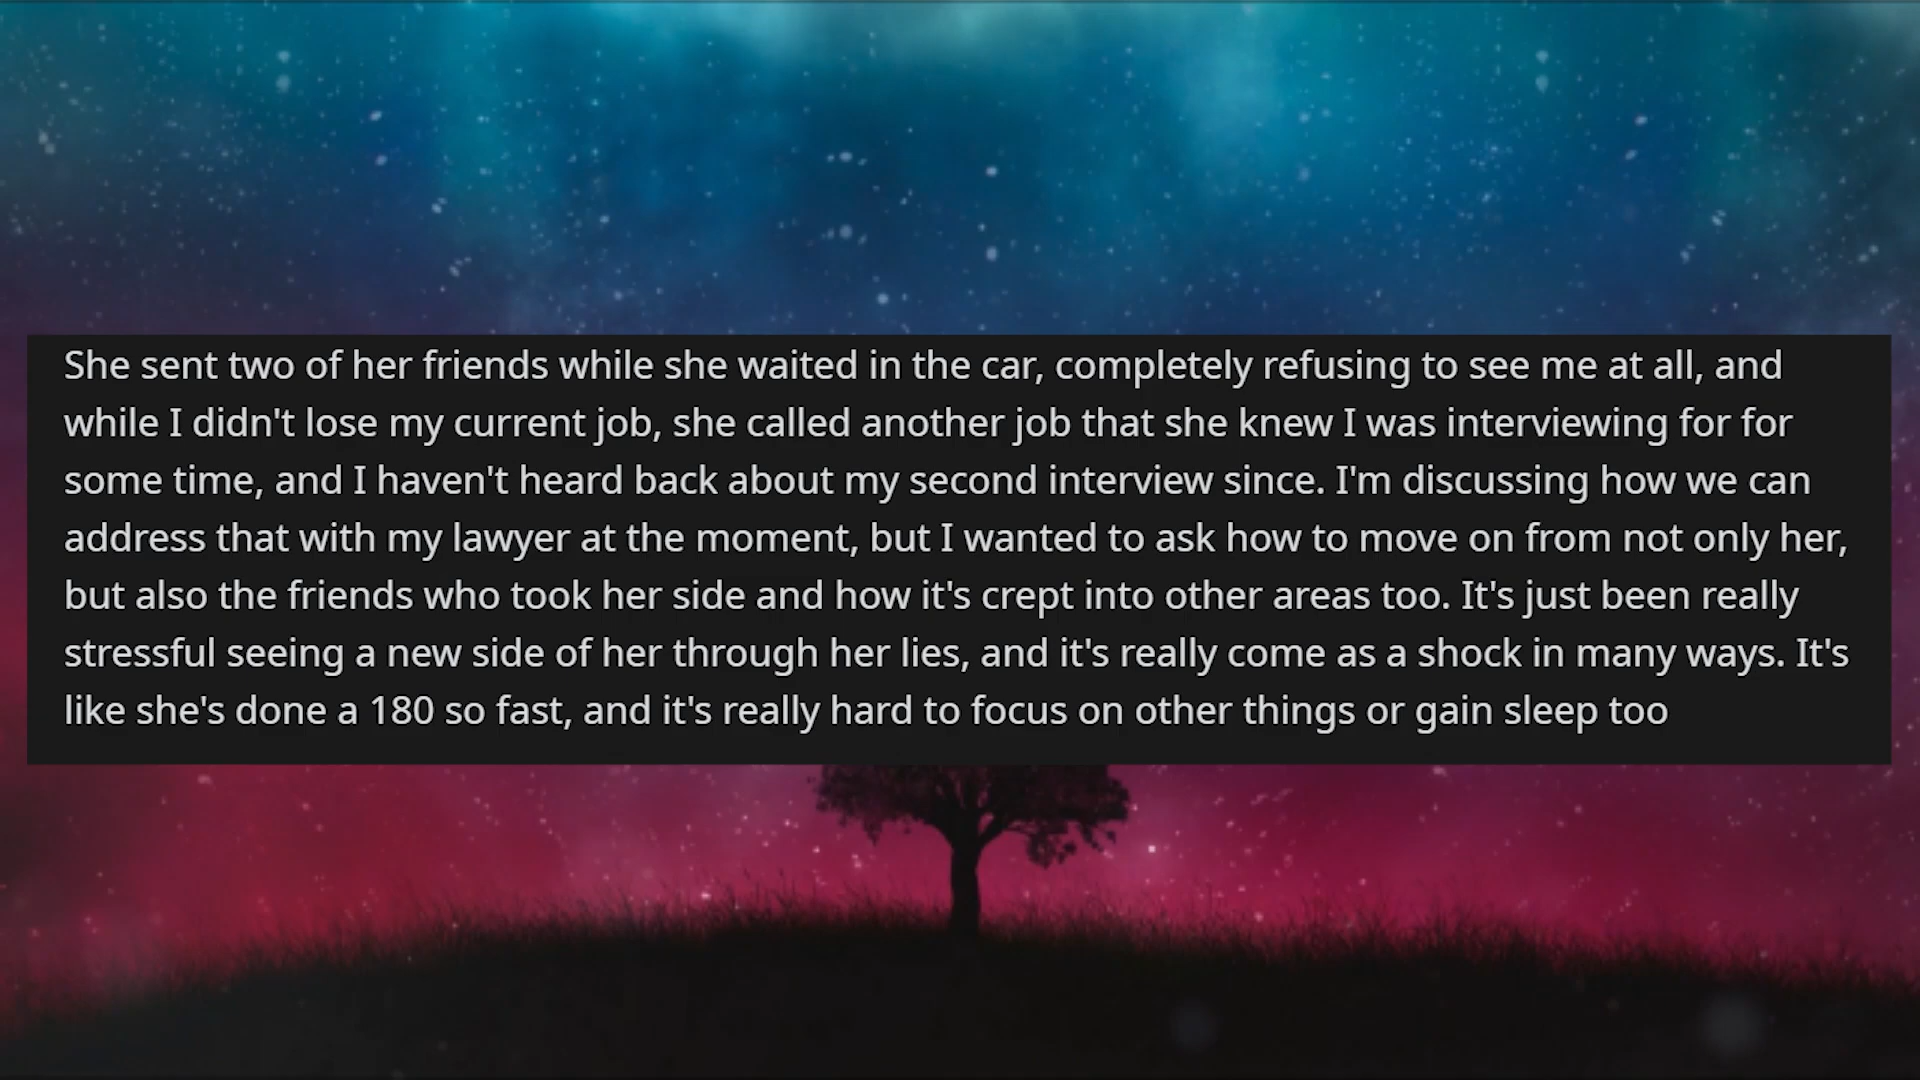 She sent two of her friends while she waited in the car, completely refusing to see me at all, and
while I didn't lose my current job, she called another job that she knew I was interviewing for for
some time, and I haven't heard back about my second interview since. I'm discussing how we can
address that with my lawyer at the moment, but I wanted to ask how to move on from not only her,
but also the friends who took her side and how it's crept into other areas too. It's just been really
stressful seeing a new side of her through her lies, and it's really come as a shock in many ways. It's
like she's done a 180 so fast, and it's really hard to focus on other things or gain sleep too